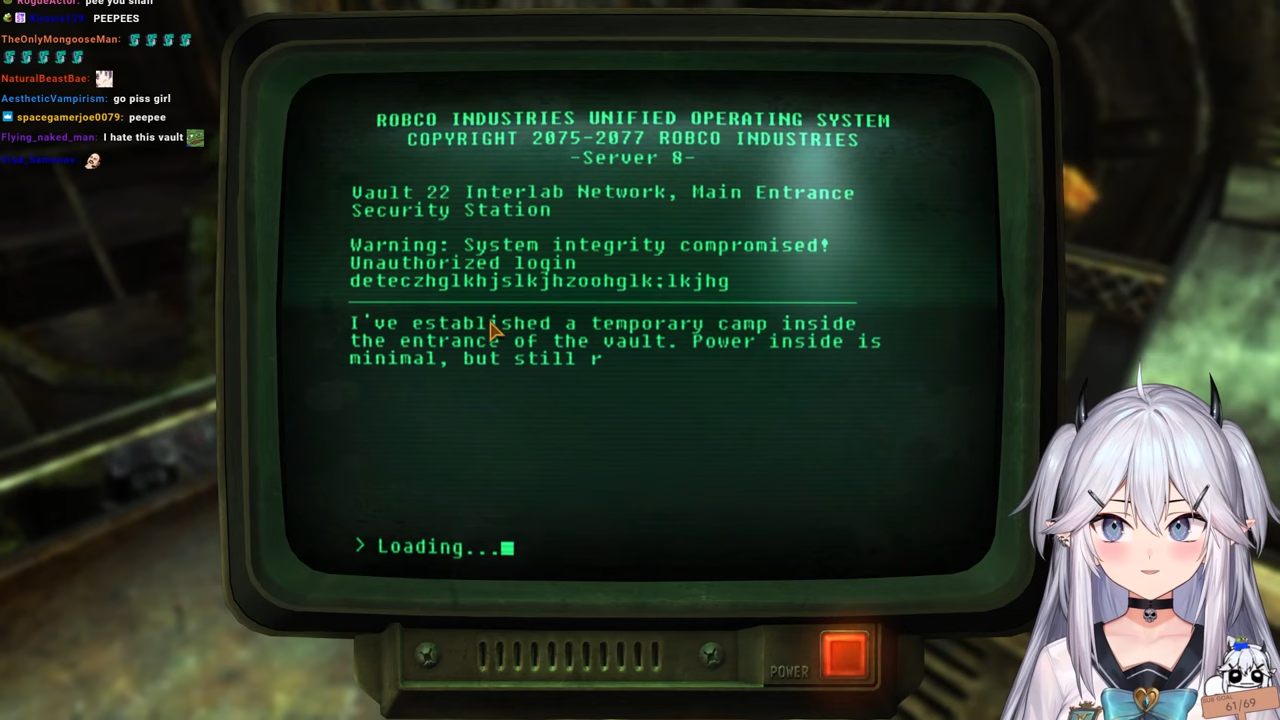 RogueActor: pee you shall
PEEPEES
TheOnlyMongooseMan:
NaturalBeastBae:
AestheticVampirism: go piss girl
spacegamerjoe0079: peepee
Flying_naked_man: I hate this vault
ROBCO INDUSTRIES UNIFIED OPERATING SYSTEM
COPYRIGHT 2075-2077 ROBCO INDUSTRIES
-Server 8-
Vault 22 Interlab Network, Main Entrance
Security Station
Warning: System integrity compromised!
Unauthorized login
deteczhglkhjslkjhzoohglk;lkjhg
I've established a temporary camp inside
the entrance of the vault. Power inside is
minimal, but still r
> Loading...
POWER
SUB GOAL
61/69